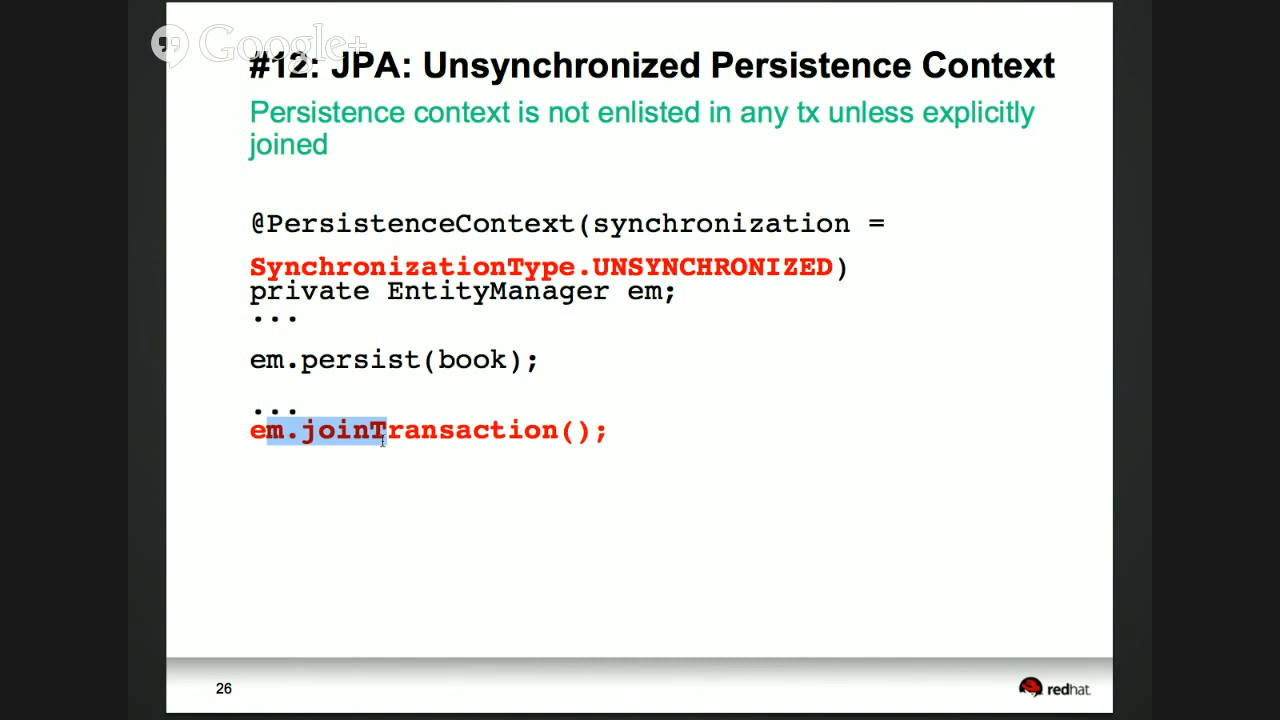 Google+
#12: JPA: Unsynchronized Persistence Context
Persistence context is not enlisted in any tx unless explicitly
joined
@PersistenceContext(synchronization =
SynchronizationType.UNSYNCHRONIZED)
private EntityManager em;
...
em.persist(book);
...
em.joinTransaction();
26
redhat.